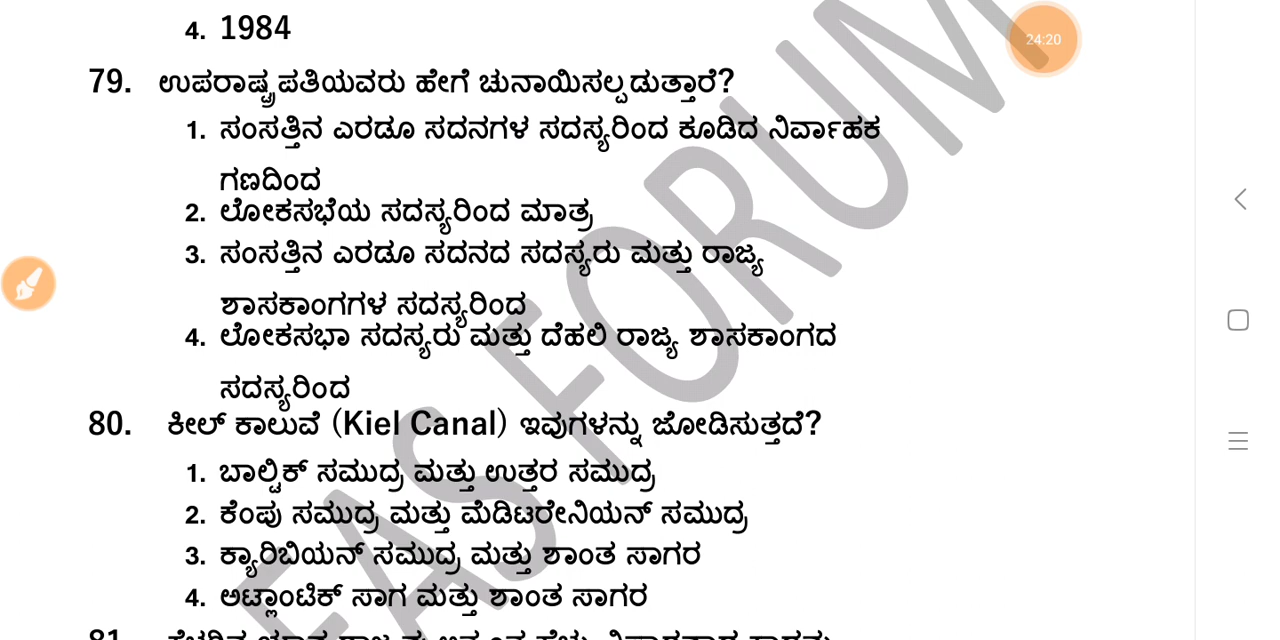 4. 1984
24:20
79. ಉಪರಾಷ್ಟ್ರಪತಿಯವರು ಹೇಗೆ ಚುನಾಯಿಸಲ್ಪಡುತ್ತಾರೆ?
1. ಸಂಸತ್ತಿನ ಎರಡೂ ಸದನಗಳ ಸದಸ್ಯರಿಂದ ಕೂಡಿದ ನಿರ್ವಾಹಕ
ಗಣದಿಂದ
2. ಲೋಕಸಭೆಯ ಸದಸ್ಯರಿಂದ ಮಾತ್ರ
3. ಸಂಸತ್ತಿನ ಎರಡೂ ಸದನದ ಸದಸ್ಯರು ಮತ್ತು ರಾಜ್ಯ
ಶಾಸಕಾಂಗಗಳ ಸದಸ್ಯರಿಂದ
4. ಲೋಕಸಭಾ ಸದಸ್ಯರು ಮತ್ತು ದೆಹಲಿ ರಾಜ್ಯ ಶಾಸಕಾಂಗದ
ಸದಸ್ಯರಿಂದ
80. ಕೀಲ್ ಕಾಲುವೆ (Kiel Canal) ಇವುಗಳನ್ನು ಜೋಡಿಸುತ್ತದೆ?
1. ಬಾಲ್ಟಿಕ್ ಸಮುದ್ರ ಮತ್ತು ಉತ್ತರ ಸಮುದ್ರ
2. ಕೆಂಪು ಸಮುದ್ರ ಮತ್ತು ಮೆಡಿಟರೇನಿಯನ್ ಸಮುದ್ರ
3. ಕ್ಯಾರಿಬಿಯನ್ ಸಮುದ್ರ ಮತ್ತು ಶಾಂತ ಸಾಗರ
4. ಅಟ್ಲಾಂಟಿಕ್ ಸಾಗ ಮತ್ತು ಶಾಂತ ಸಾಗರ
81.
EAS FORUM